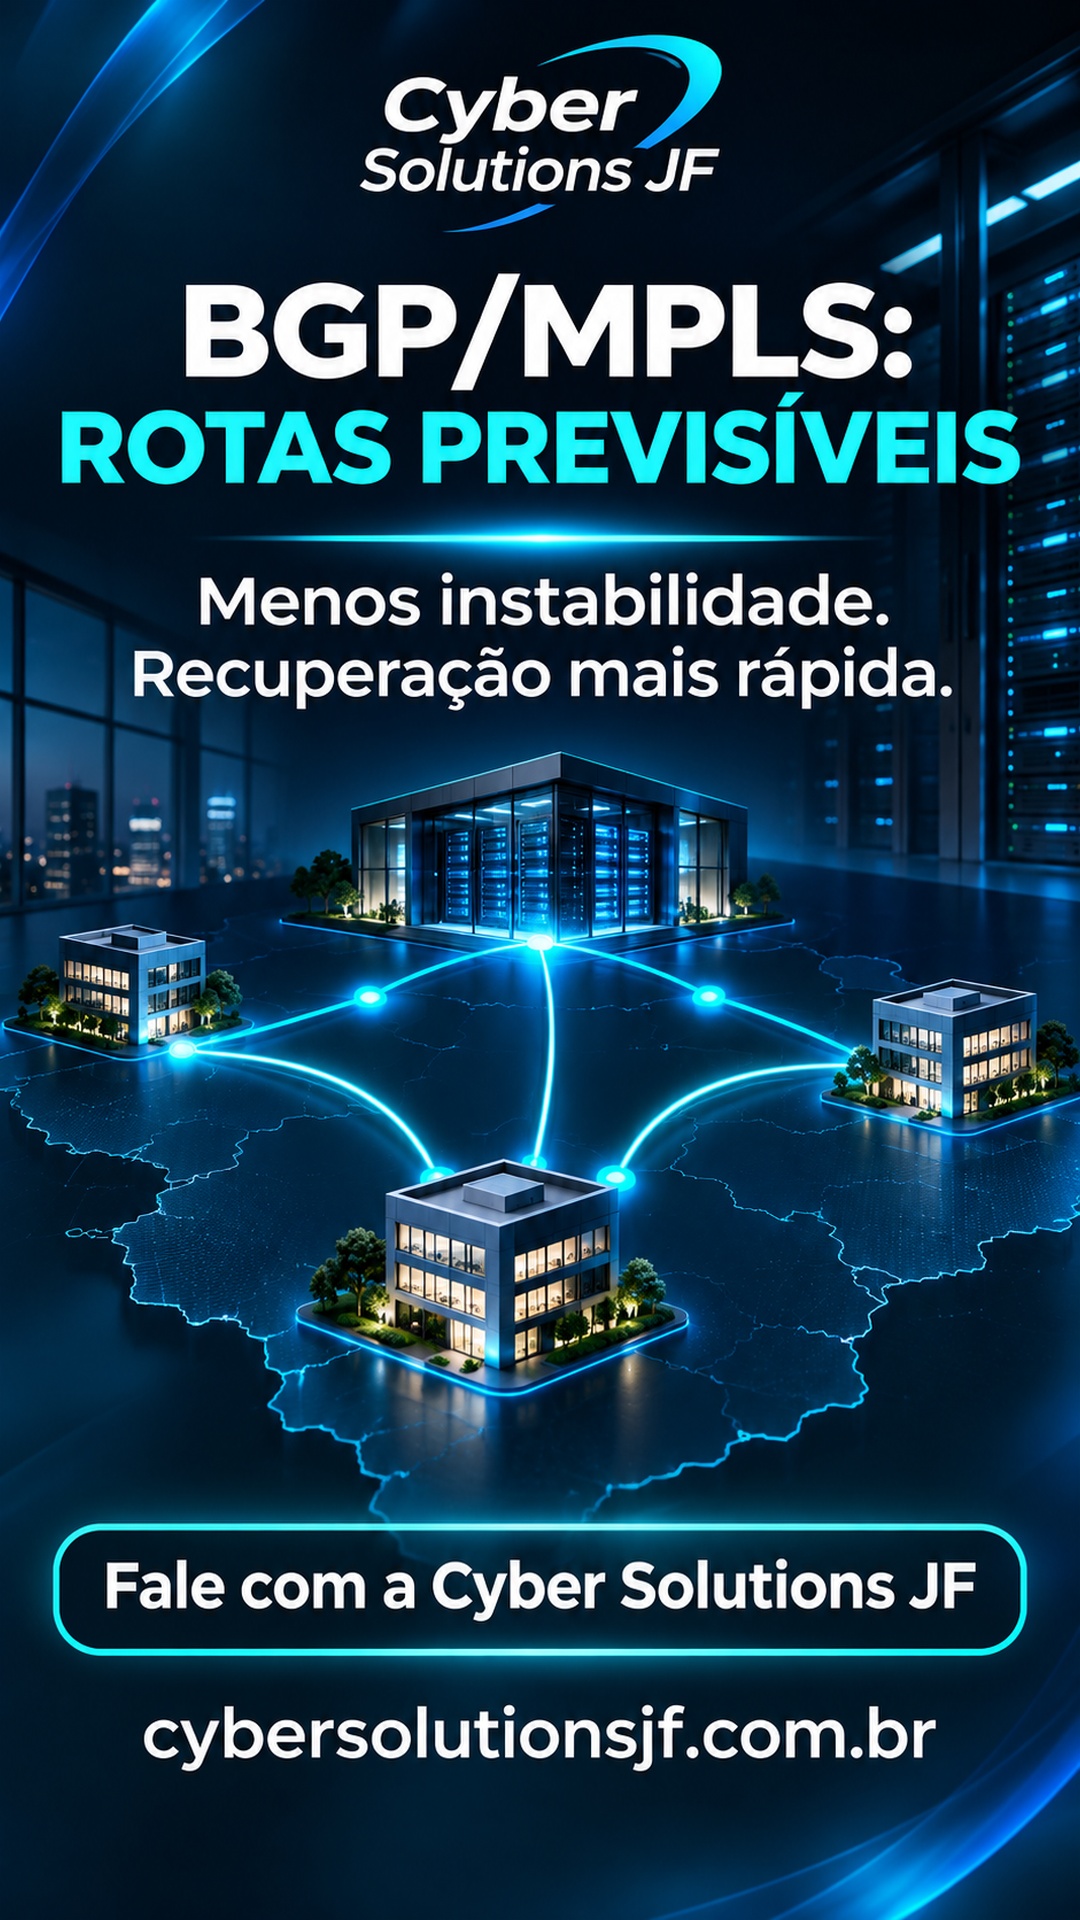 Cyber
Solutions JF
BGP/MPLS:
ROTAS PREVISÍVEIS
Menos instabilidade.
Recuperação mais rápida.
Fale com a Cyber Solutions JF
cybersolutionsjf.com.br